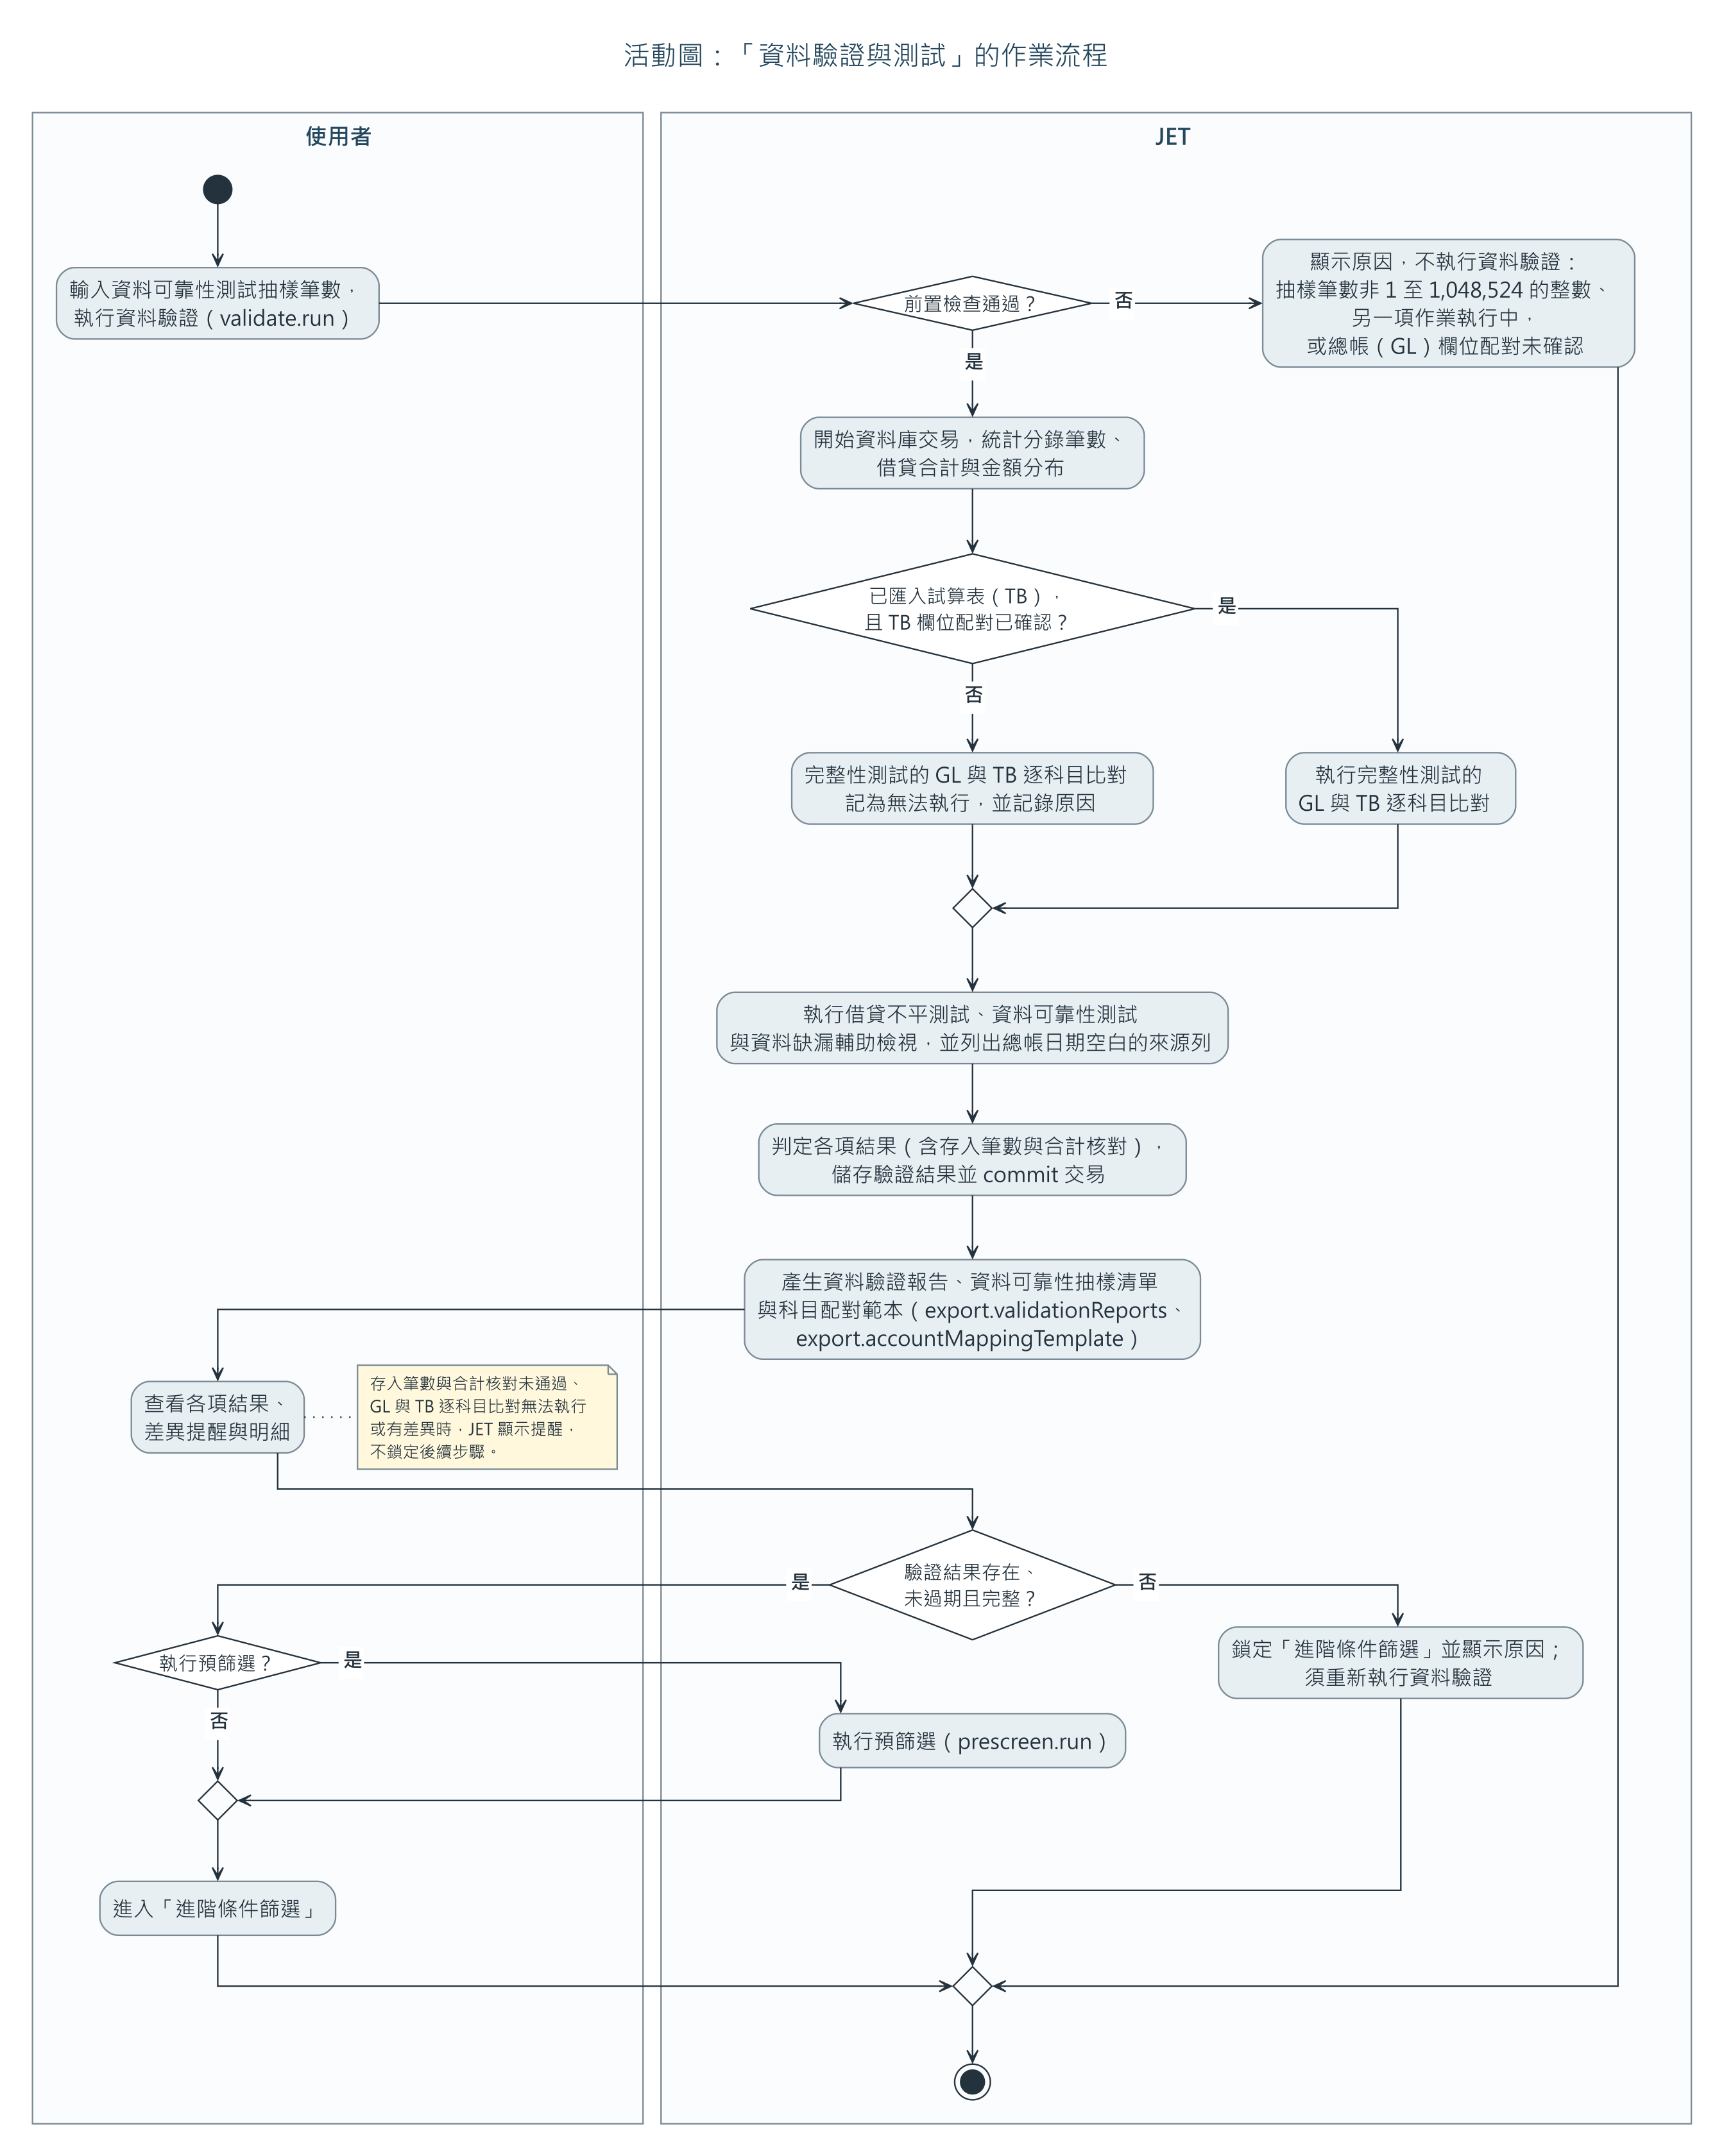 活動圖：「資料驗證與測試」的作業流程
使用者
JET
輸入資料可靠性測試抽樣筆數，
執行資料驗證（validate.run）
前置檢查通過？
否
顯示原因，不執行資料驗證：
抽樣筆數非 1 至 1,048,524 的整數、
另一項作業執行中，
或總帳（GL）欄位配對未確認
是
開始資料庫交易，統計分錄筆數、
借貸合計與金額分布
已匯入試算表（TB），
且 TB 欄位配對已確認？
是
否
完整性測試的 GL 與 TB 逐科目比對
記為無法執行，並記錄原因
執行完整性測試的
GL 與 TB 逐科目比對
執行借貸不平測試、資料可靠性測試
與資料缺漏輔助檢視，並列出總帳日期空白的來源列
判定各項結果（含存入筆數與合計核對），
儲存驗證結果並 commit 交易
產生資料驗證報告、資料可靠性抽樣清單
與科目配對範本（export.validationReports、
export.accountMappingTemplate）
查看各項結果、
差異提醒與明細
存入筆數與合計核對未通過、
GL 與 TB 逐科目比對無法執行
或有差異時，JET 顯示提醒，
不鎖定後續步驟。
驗證結果存在、
未過期且完整？
是
否
執行預篩選？
是
否
鎖定「進階條件篩選」並顯示原因；
須重新執行資料驗證
執行預篩選（prescreen.run）
進入「進階條件篩選」